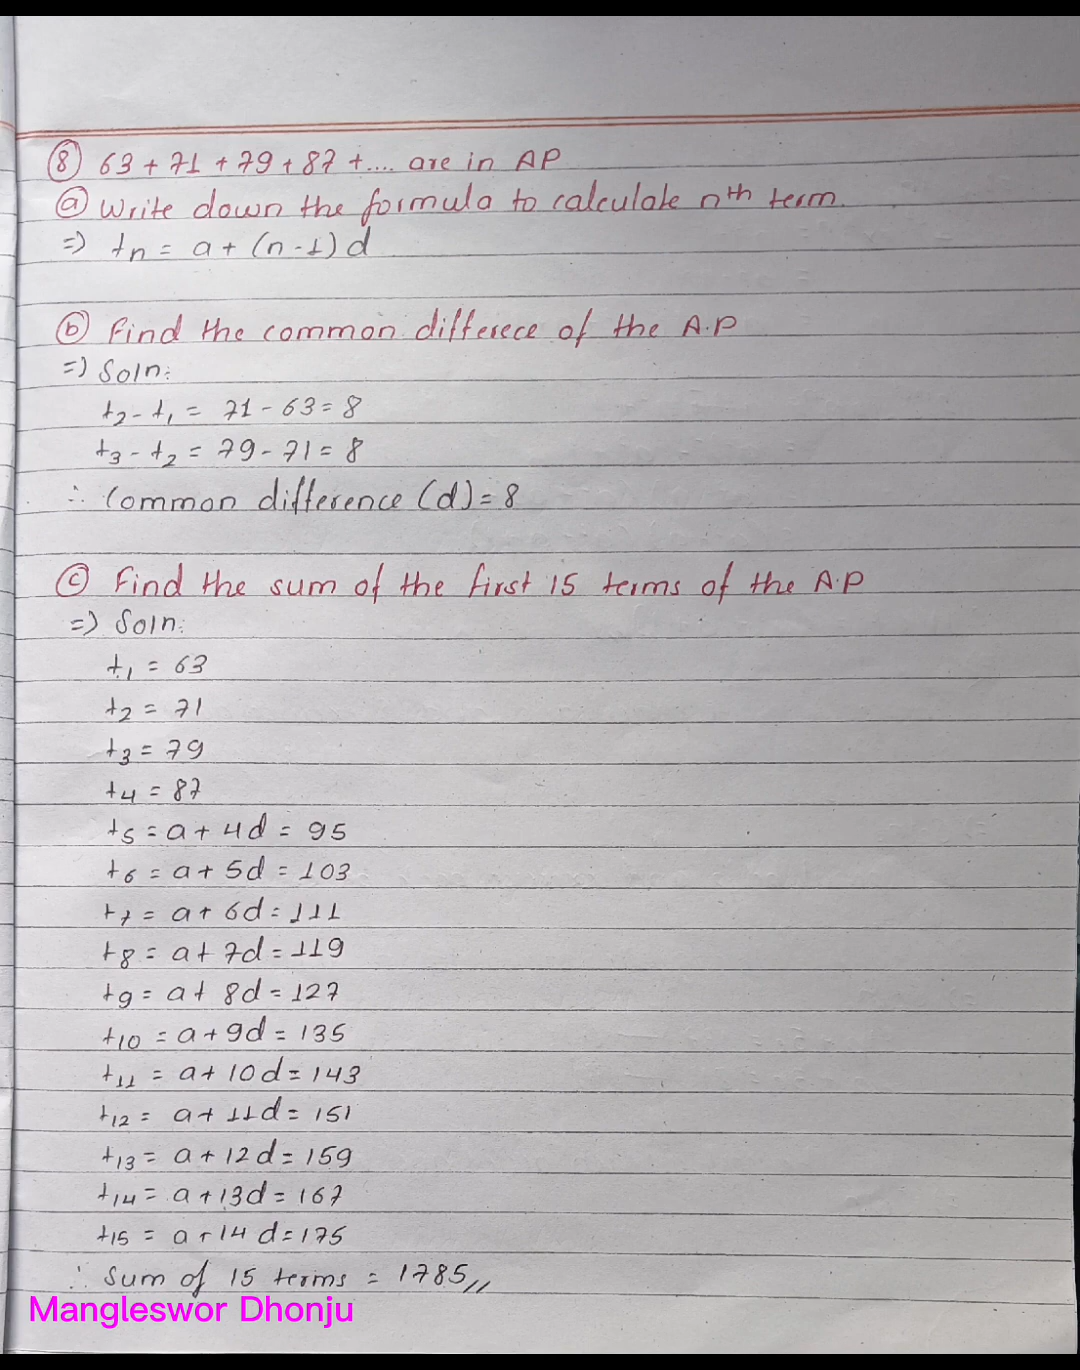 ⑧ 63 + 71 + 79 + 87 + .... are in AP
ⓐ Write down the formula to calculate nth term.
=) tn = a + (n-1) d
ⓑ Find the common differece of the A.P
=) Soln:
t2 - t1 = 71 - 63 = 8
t3 - t2 = 79 - 71 = 8
∴ Common difference (d) = 8
ⓒ Find the sum of the first 15 terms of the A.P
=) Soln:
t1 = 63
t2 = 71
t3 = 79
t4 = 87
t5 = a + 4d = 95
t6 = a + 5d = 103
t7 = a + 6d = 111
t8 = a + 7d = 119
t9 = a + 8d = 127
t10 = a + 9d = 135
t11 = a + 10d = 143
t12 = a + 11d = 151
t13 = a + 12d = 159
t14 = a + 13d = 167
t15 = a + 14d = 175
∴ Sum of 15 terms = 1785//
Mangleswor Dhonju